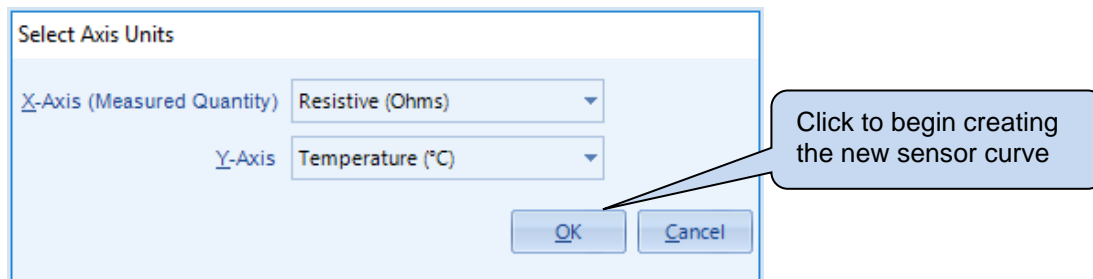 Select Axis Units
X-Axis (Measured Quantity) Resistive (Ohms)
Y-Axis Temperature (°C)
Click to begin creating
the new sensor curve
OK Cancel